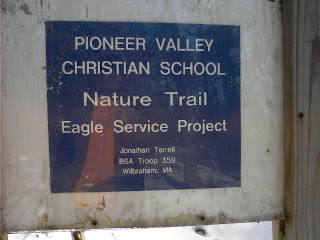 PIONEER VALLEY
CHRISTIAN SCHOOL
Nature Trail
Eagle Service Project
Jonathan Terrell
BSA Troop 359
Wilbraham, MA